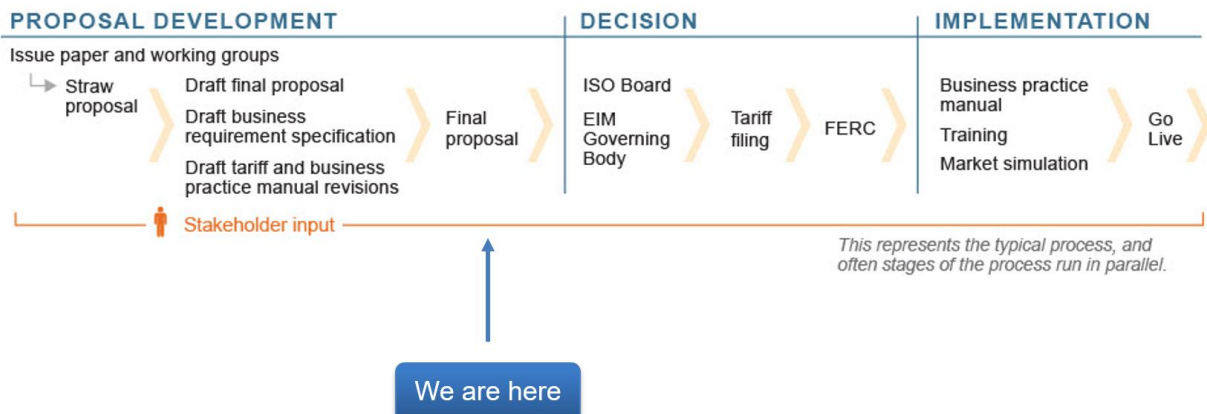 PROPOSAL DEVELOPMENT
DECISION
IMPLEMENTATION
Issue paper and working groups
Straw
proposal
Draft final proposal
Draft business
requirement specification
Draft tariff and business
practice manual revisions
Final
proposal
ISO Board
EIM
Governing
Body
Tariff
filing
FERC
Business practice
manual
Training
Market simulation
Go
Live
Stakeholder input
This represents the typical process, and
often stages of the process run in parallel.
We are here